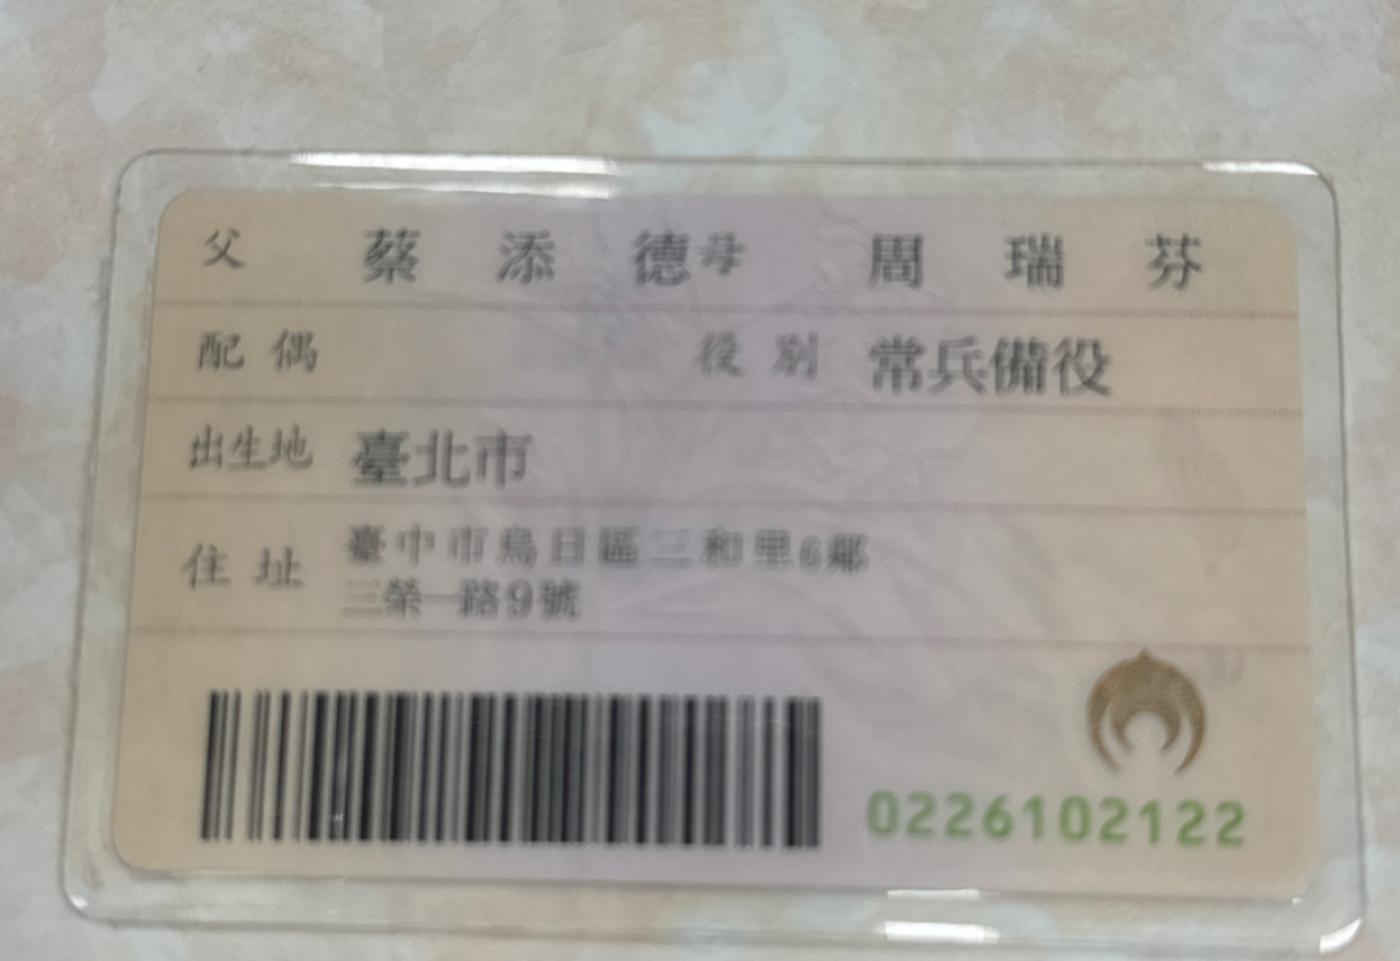 父 蔡添德 母 周瑞芬
配偶 役別 常兵備役
出生地 臺北市
住址 臺中市烏日區三和里6鄰
三榮一路9號
0226102122